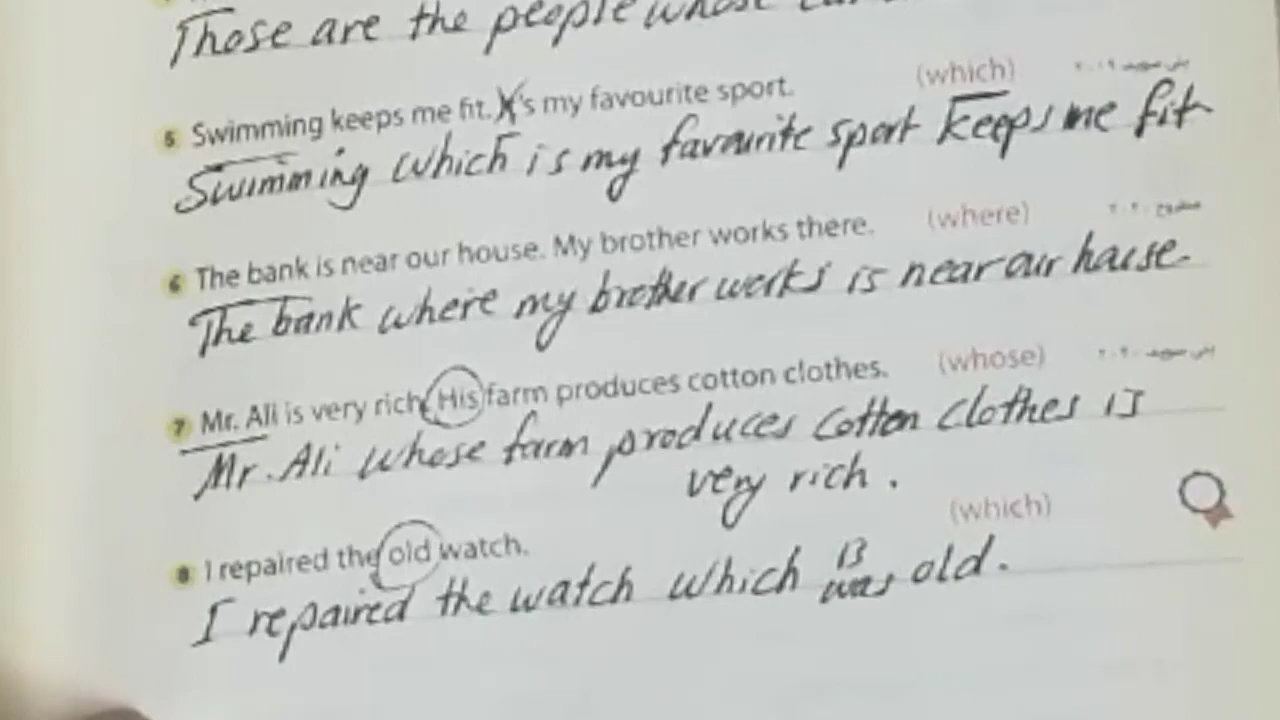 Those are the people whose
5 Swimming keeps me fit. It's my favourite sport. (which)
Swimming which is my favourite sport keeps me fit
6 The bank is near our house. My brother works there. (where)
The bank where my brother works is near our house.
7 Mr. Ali is very rich. His farm produces cotton clothes. (whose)
Mr. Ali whose farm produces cotton clothes is
very rich.
(which)
8 I repaired the old watch.
is
I repaired the watch which was old.